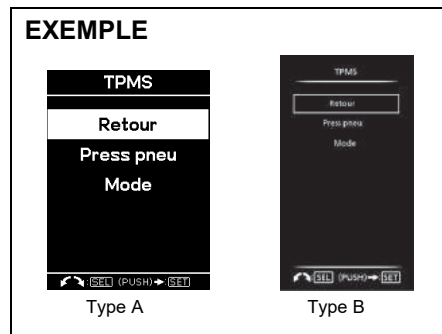 EXEMPLE
TPMS
Retour
Press pneu
Mode
:SEL (PUSH)➔:SET
Type A
TPMS
Retour
Press pneu
Mode
:SEL (PUSH)➔:SET
Type B